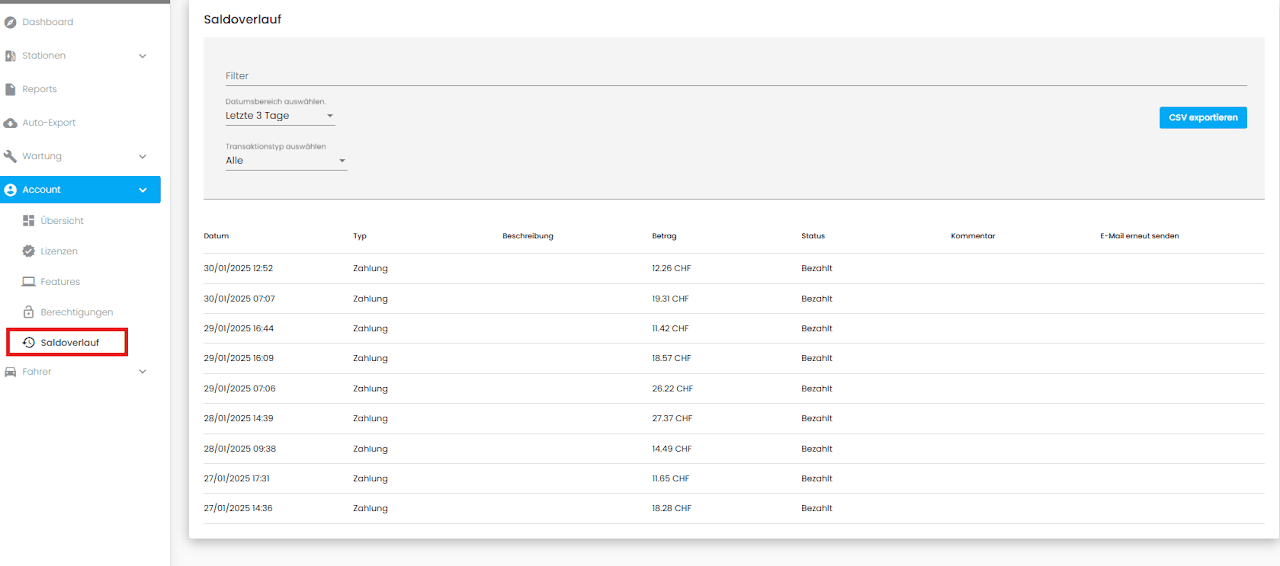 Dashboard
Stationen
Reports
Auto-Export
Wartung
Account
Übersicht
Lizenzen
Features
Berechtigungen
Saldoverlauf
Fahrer
Saldoverlauf
Filter
Datumsbereich auswählen.
Letzte 3 Tage
CSV exportieren
Transaktionstyp auswählen
Alle
Datum Typ Beschreibung Betrag Status Kommentar E-Mail erneut senden
30/01/2025 12:52 Zahlung 12.26 CHF Bezahlt
30/01/2025 07:07 Zahlung 19.31 CHF Bezahlt
29/01/2025 16:44 Zahlung 11.42 CHF Bezahlt
29/01/2025 16:09 Zahlung 18.57 CHF Bezahlt
29/01/2025 07:06 Zahlung 26.22 CHF Bezahlt
28/01/2025 14:39 Zahlung 27.37 CHF Bezahlt
28/01/2025 09:38 Zahlung 14.49 CHF Bezahlt
27/01/2025 17:31 Zahlung 11.65 CHF Bezahlt
27/01/2025 14:36 Zahlung 18.28 CHF Bezahlt